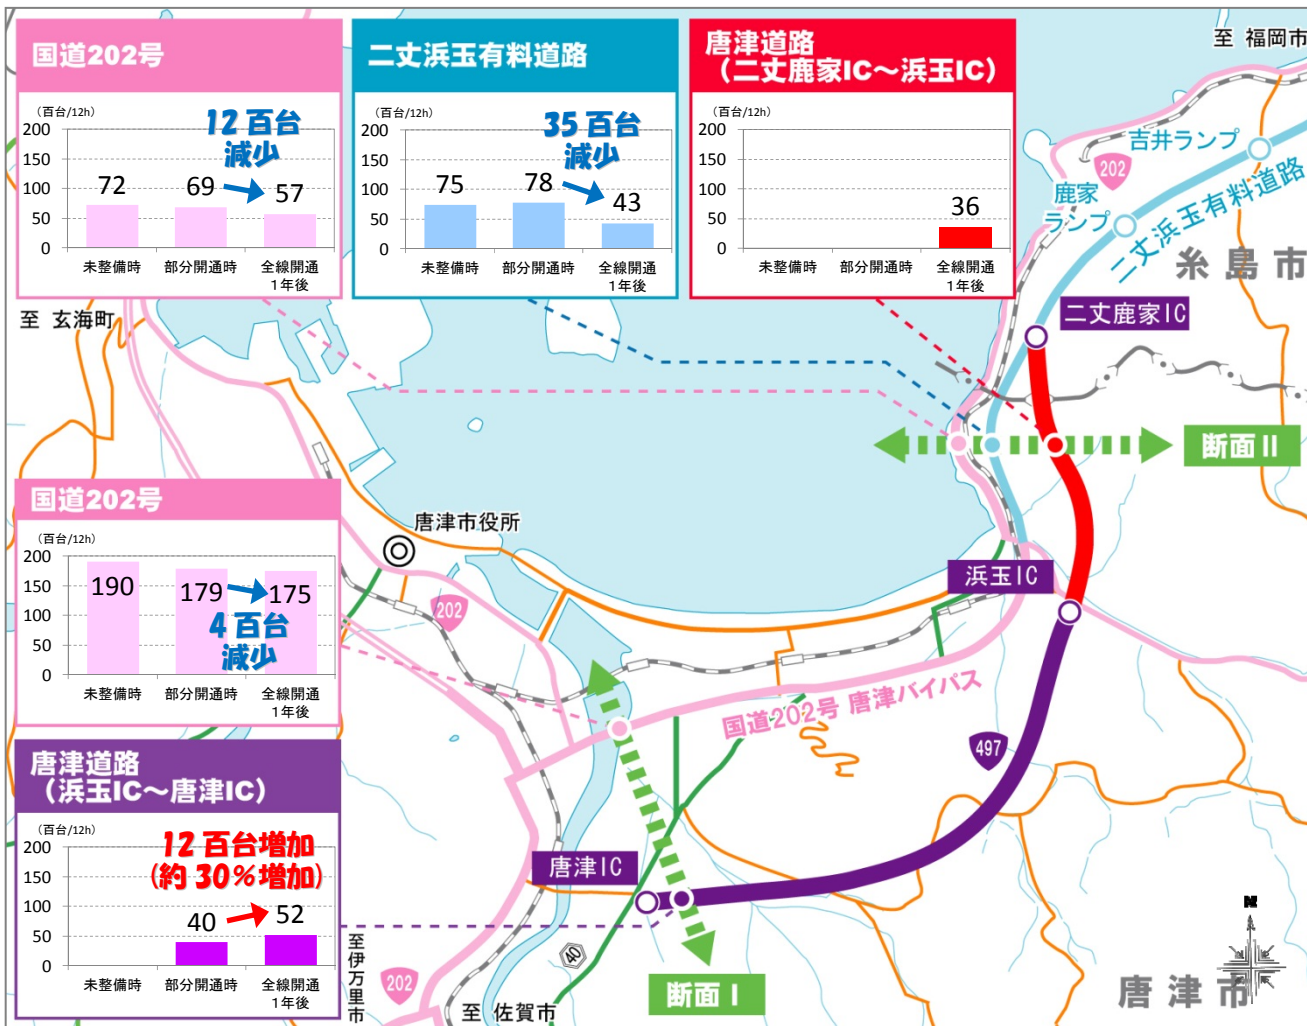 国道202号
（百台/12h）
200
150
100
50
0
72
69
57
12百台
減少
未整備時
部分開通時
全線開通
1年後
二丈浜玉有料道路
（百台/12h）
200
150
100
50
0
75
78
43
35百台
減少
未整備時
部分開通時
全線開通
1年後
唐津道路
（二丈鹿家IC～浜玉IC）
（百台/12h）
200
150
100
50
0
36
未整備時
部分開通時
全線開通
1年後
至 福岡市
吉井ランプ
202
鹿家
ランプ
二丈浜玉有料道路
糸島市
二丈鹿家IC
至 玄海町
断面Ⅱ
国道202号
（百台/12h）
200
150
100
50
0
190
179
175
4百台
減少
未整備時
部分開通時
全線開通
1年後
唐津市役所
202
浜玉IC
国道202号 唐津バイパス
497
唐津道路
（浜玉IC～唐津IC）
（百台/12h）
200
150
100
50
0
12百台増加
(約30%増加)
40
52
未整備時
部分開通時
全線開通
1年後
唐津IC
至伊万里市
202
40
至 佐賀市
断面Ⅰ
N
唐津市